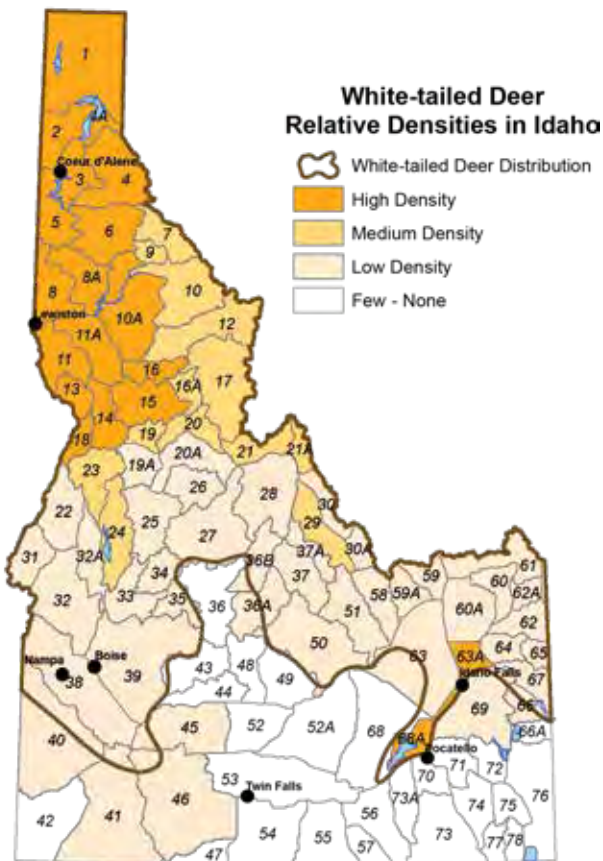 White-tailed Deer
Relative Densities in Idaho
White-tailed Deer Distribution
High Density
Medium Density
Low Density
Few - None
1
4A
2
Coeur d'Alene
3
4
5
6
7
9
8A
8
10
10A
12
Lewiston
11A
11
16
17
13
15
16A
14
20
18
19
21
21A
20A
23
19A
26
28
30
22
24
25
29
27
31
32A
37A
30A
36B
61
34
37
59
60
33
35
58
59A
62A
32
36
36A
51
60A
62
50
64
65
Boise
63
63A
Nampa
39
43
48
67
38
49
Idaho Falls
44
69
66
40
45
52
52A
68
68A
66A
Pocatello
71
70
72
53
Twin Falls
76
46
73A
41
56
74
75
42
54
55
57
73
77
78
47